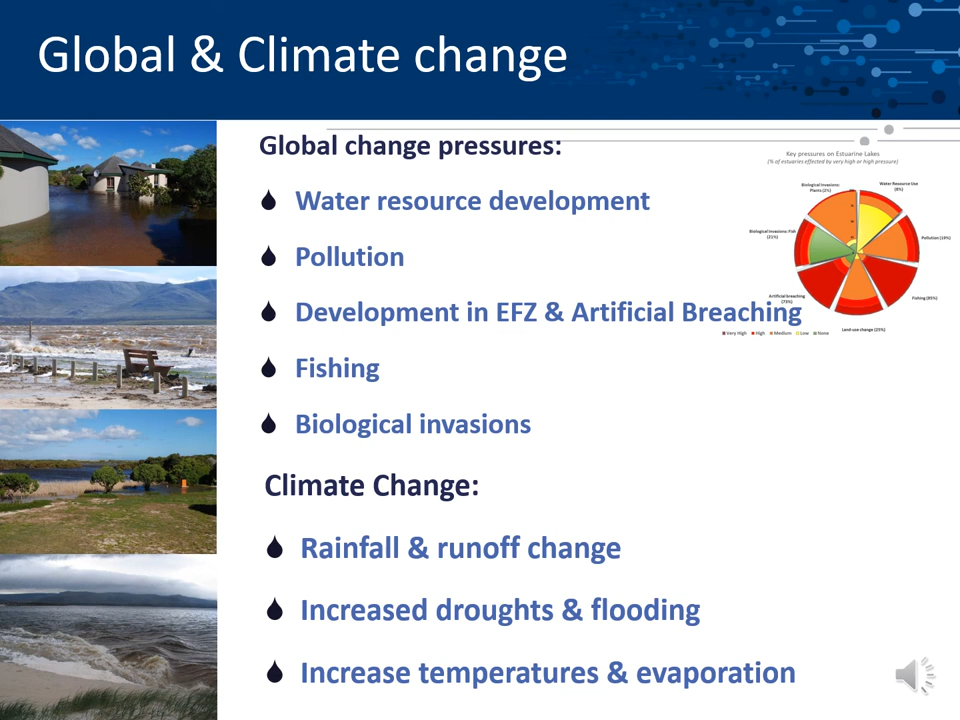 Global & Climate change
Global change pressures:
Water resource development
Pollution
Development in EFZ & Artificial Breaching
Fishing
Biological invasions
Climate Change:
Rainfall & runoff change
Increased droughts & flooding
Increase temperatures & evaporation
Key pressures on Estuarine Lakes
(% of estuaries effected by very high or high pressure)
Biological Invasions:
Plants (2%)
Water Resource Use
(8%)
Pollution (19%)
Fishing (85%)
Land-use change (25%)
Artificial breaching
(75%)
Biological Invasions: Fish
(21%)
Very High High Medium Low None